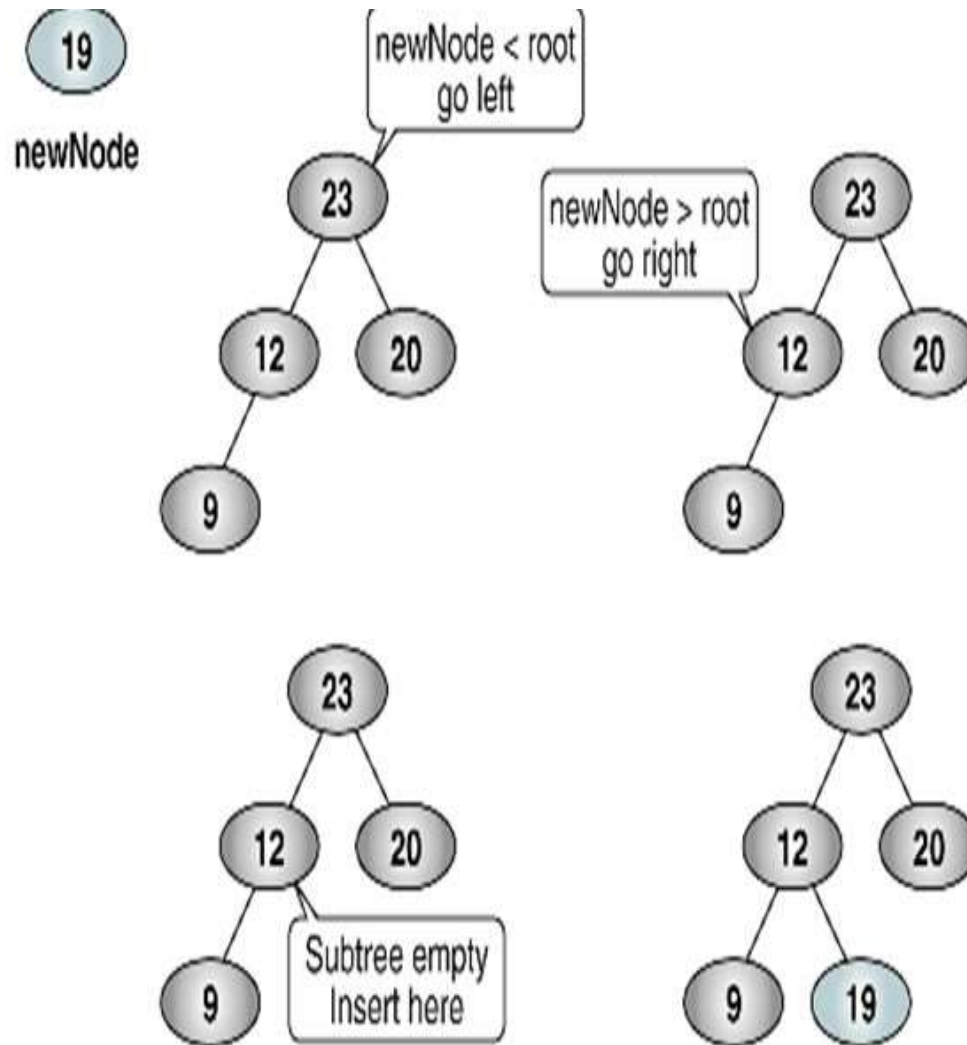 19
newNode
newNode < root
go left
23
12
20
9
newNode > root
go right
23
12
20
9
23
12
20
9
Subtree empty
Insert here
23
12
20
9
19